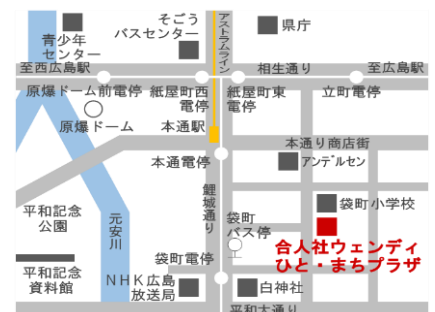 青少年
センター
そごう
バスセンター
アストラムライン
県庁
至西広島駅
相生通り
至広島駅
原爆ドーム前電停
紙屋町西
電停
紙屋町東
電停
立町電停
原爆ドーム
本通駅
本通り商店街
本通電停
アンデルセン
鯉城通り
袋町小学校
平和記念
公園
元安川
袋町
バス停
合人社ウェンディ
ひと・まちプラザ
袋町電停
平和記念
資料館
NHK広島
放送局
白神社
平和大通り